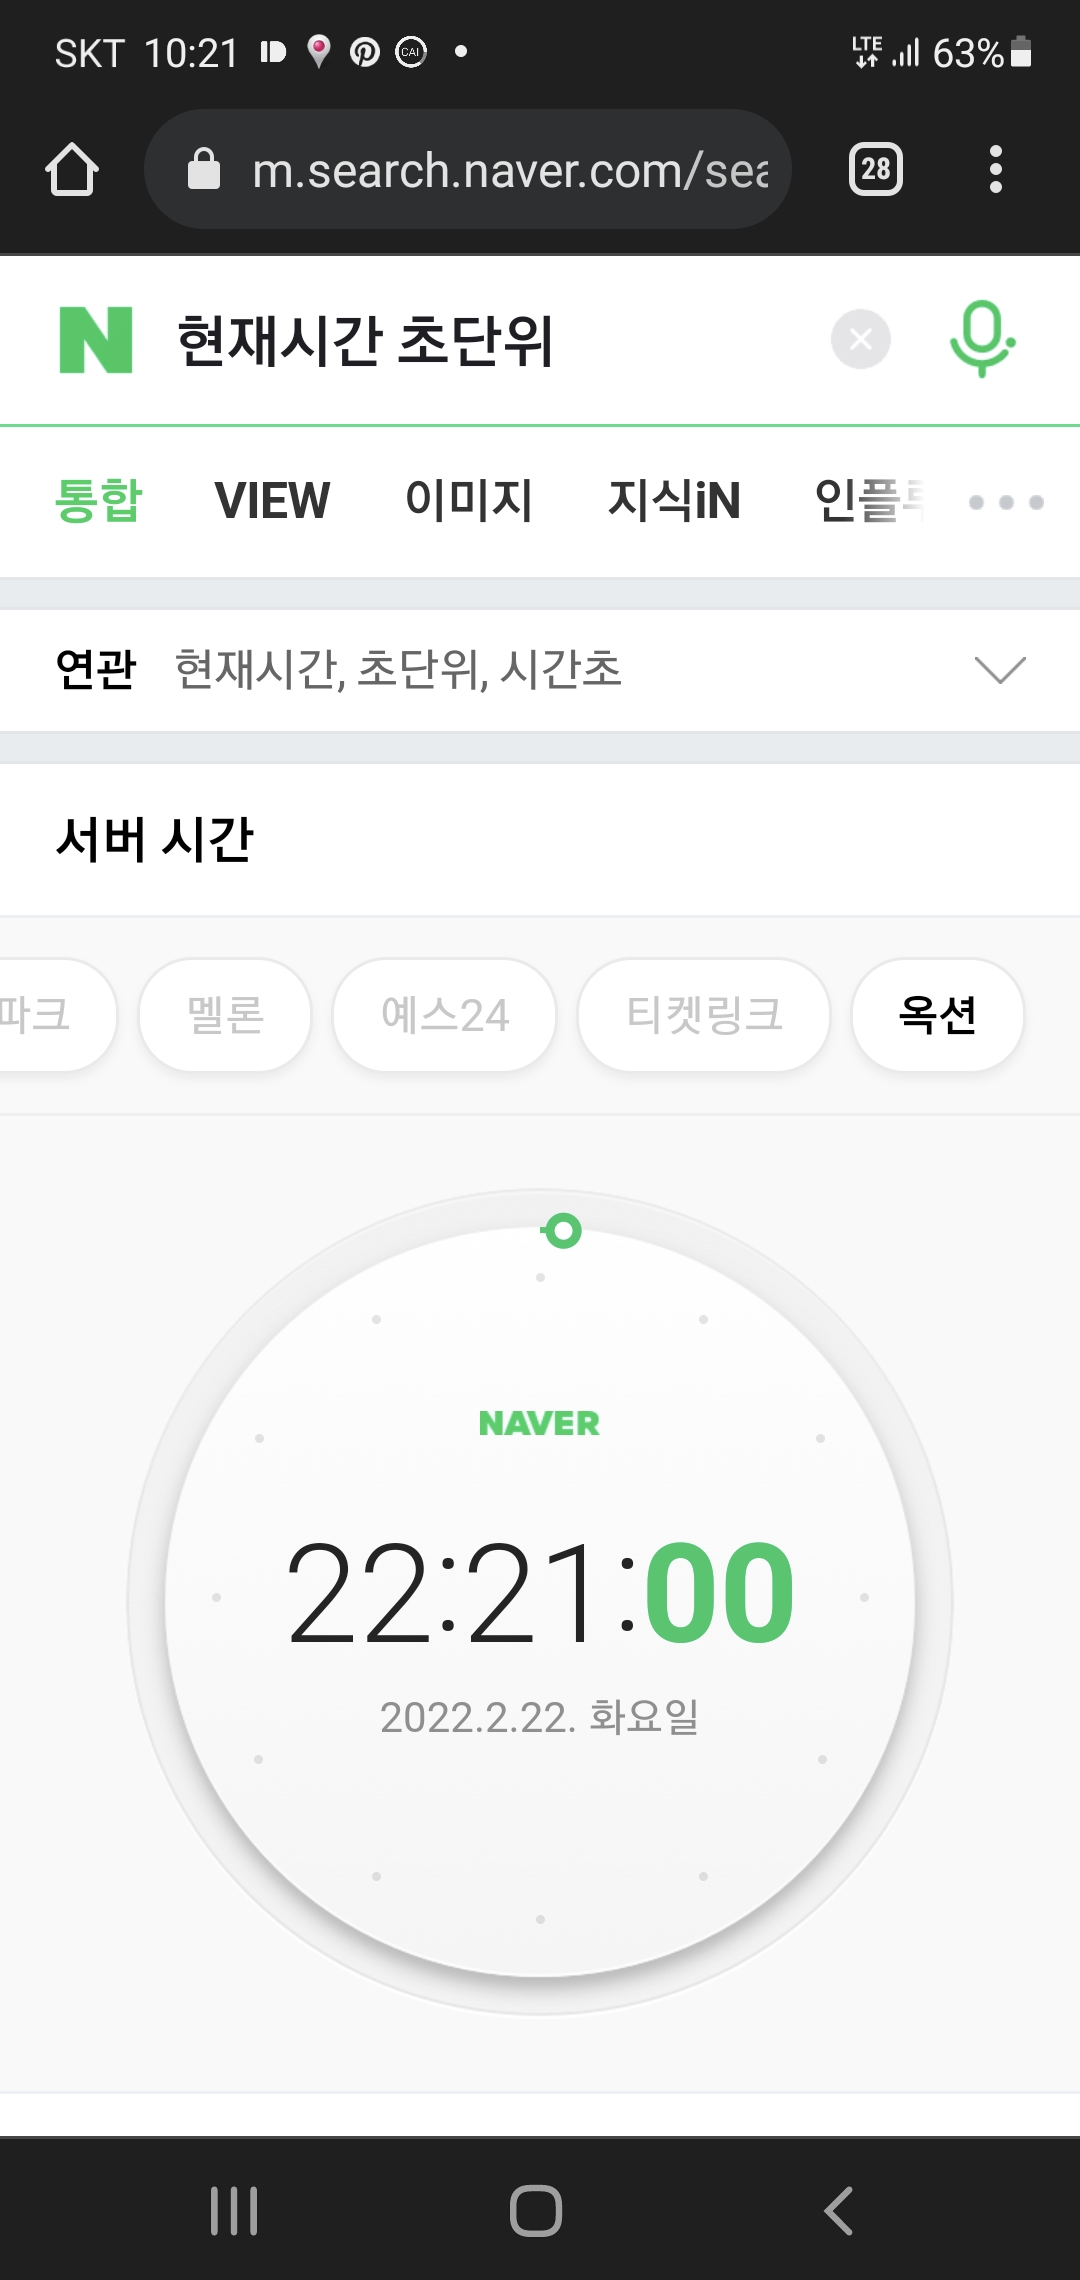 SKT 10:21 CAI LTE 63%
m.search.naver.com/sea 28
N 현재시간 초단위
통합 VIEW 이미지 지식iN 인플루
연관 현재시간, 초단위, 시간초
서버 시간
파크 멜론 예스24 티켓링크 옥션
NAVER
22:21:00
2022.2.22. 화요일